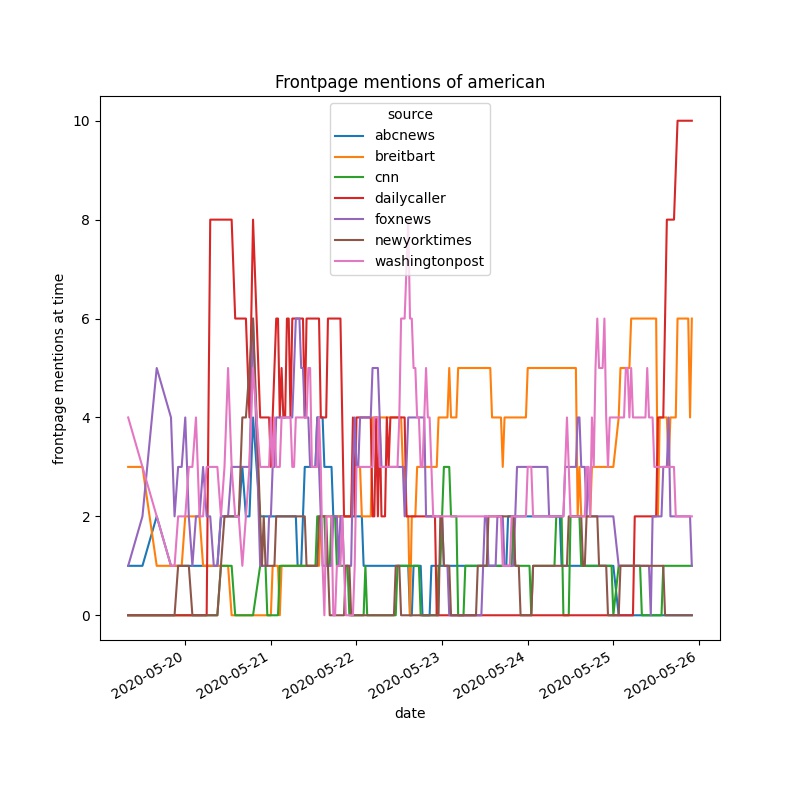 Frontpage mentions of american
source
abcnews
breitbart
cnn
dailycaller
foxnews
newyorktimes
washingtonpost
frontpage mentions at time
10
8
6
4
2
0
2020-05-20
2020-05-21
2020-05-22
2020-05-23
2020-05-24
2020-05-25
2020-05-26
date